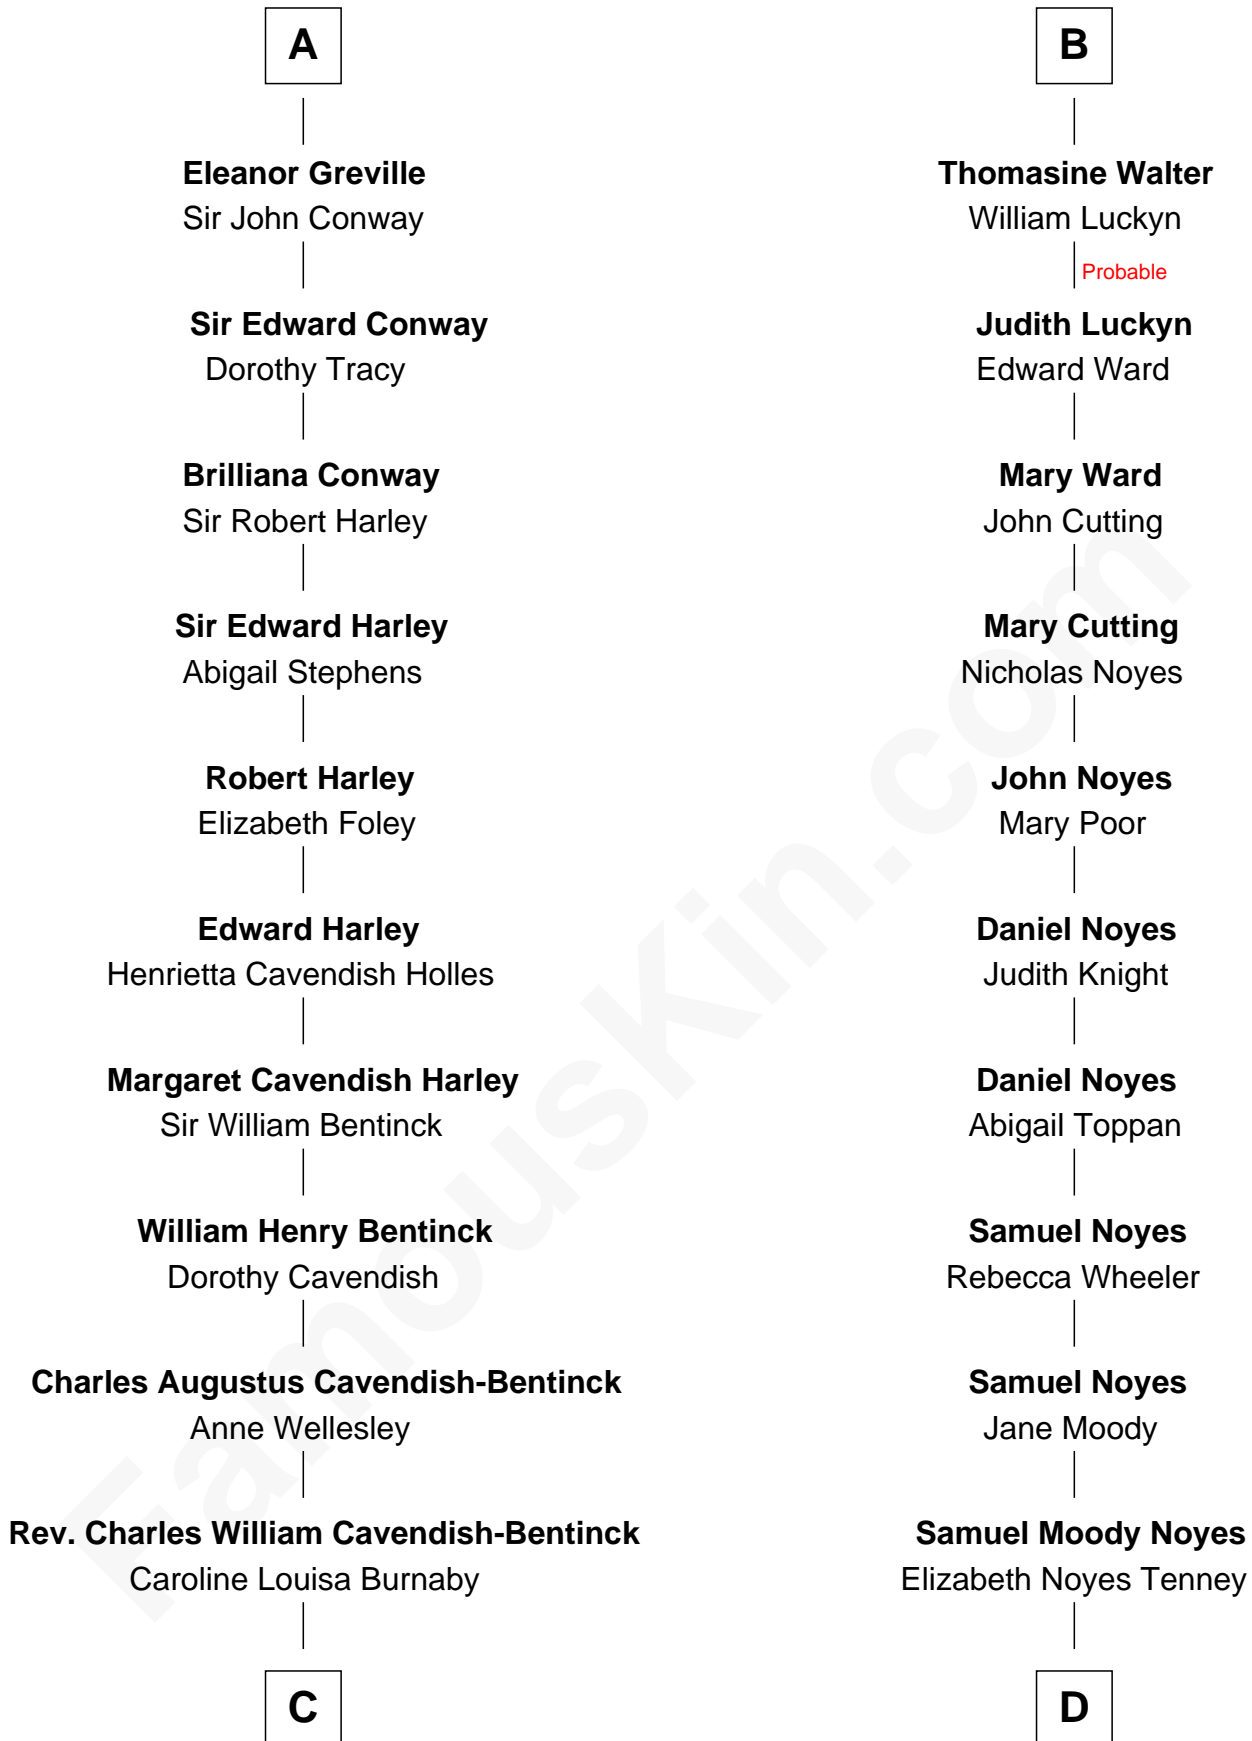 A
Eleanor Greville
Sir John Conway
Sir Edward Conway
Dorothy Tracy
Brilliana Conway
Sir Robert Harley
Sir Edward Harley
Abigail Stephens
Robert Harley
Elizabeth Foley
Edward Harley
Henrietta Cavendish Holles
Margaret Cavendish Harley
Sir William Bentinck
William Henry Bentinck
Dorothy Cavendish
Charles Augustus Cavendish-Bentinck
Anne Wellesley
Rev. Charles William Cavendish-Bentinck
Caroline Louisa Burnaby
C
B
Thomasine Walter
William Luckyn
Probable
Judith Luckyn
Edward Ward
Mary Ward
John Cutting
Mary Cutting
Nicholas Noyes
John Noyes
Mary Poor
Daniel Noyes
Judith Knight
Daniel Noyes
Abigail Toppan
Samuel Noyes
Rebecca Wheeler
Samuel Noyes
Jane Moody
Samuel Moody Noyes
Elizabeth Noyes Tenney
D
FamousKin.com